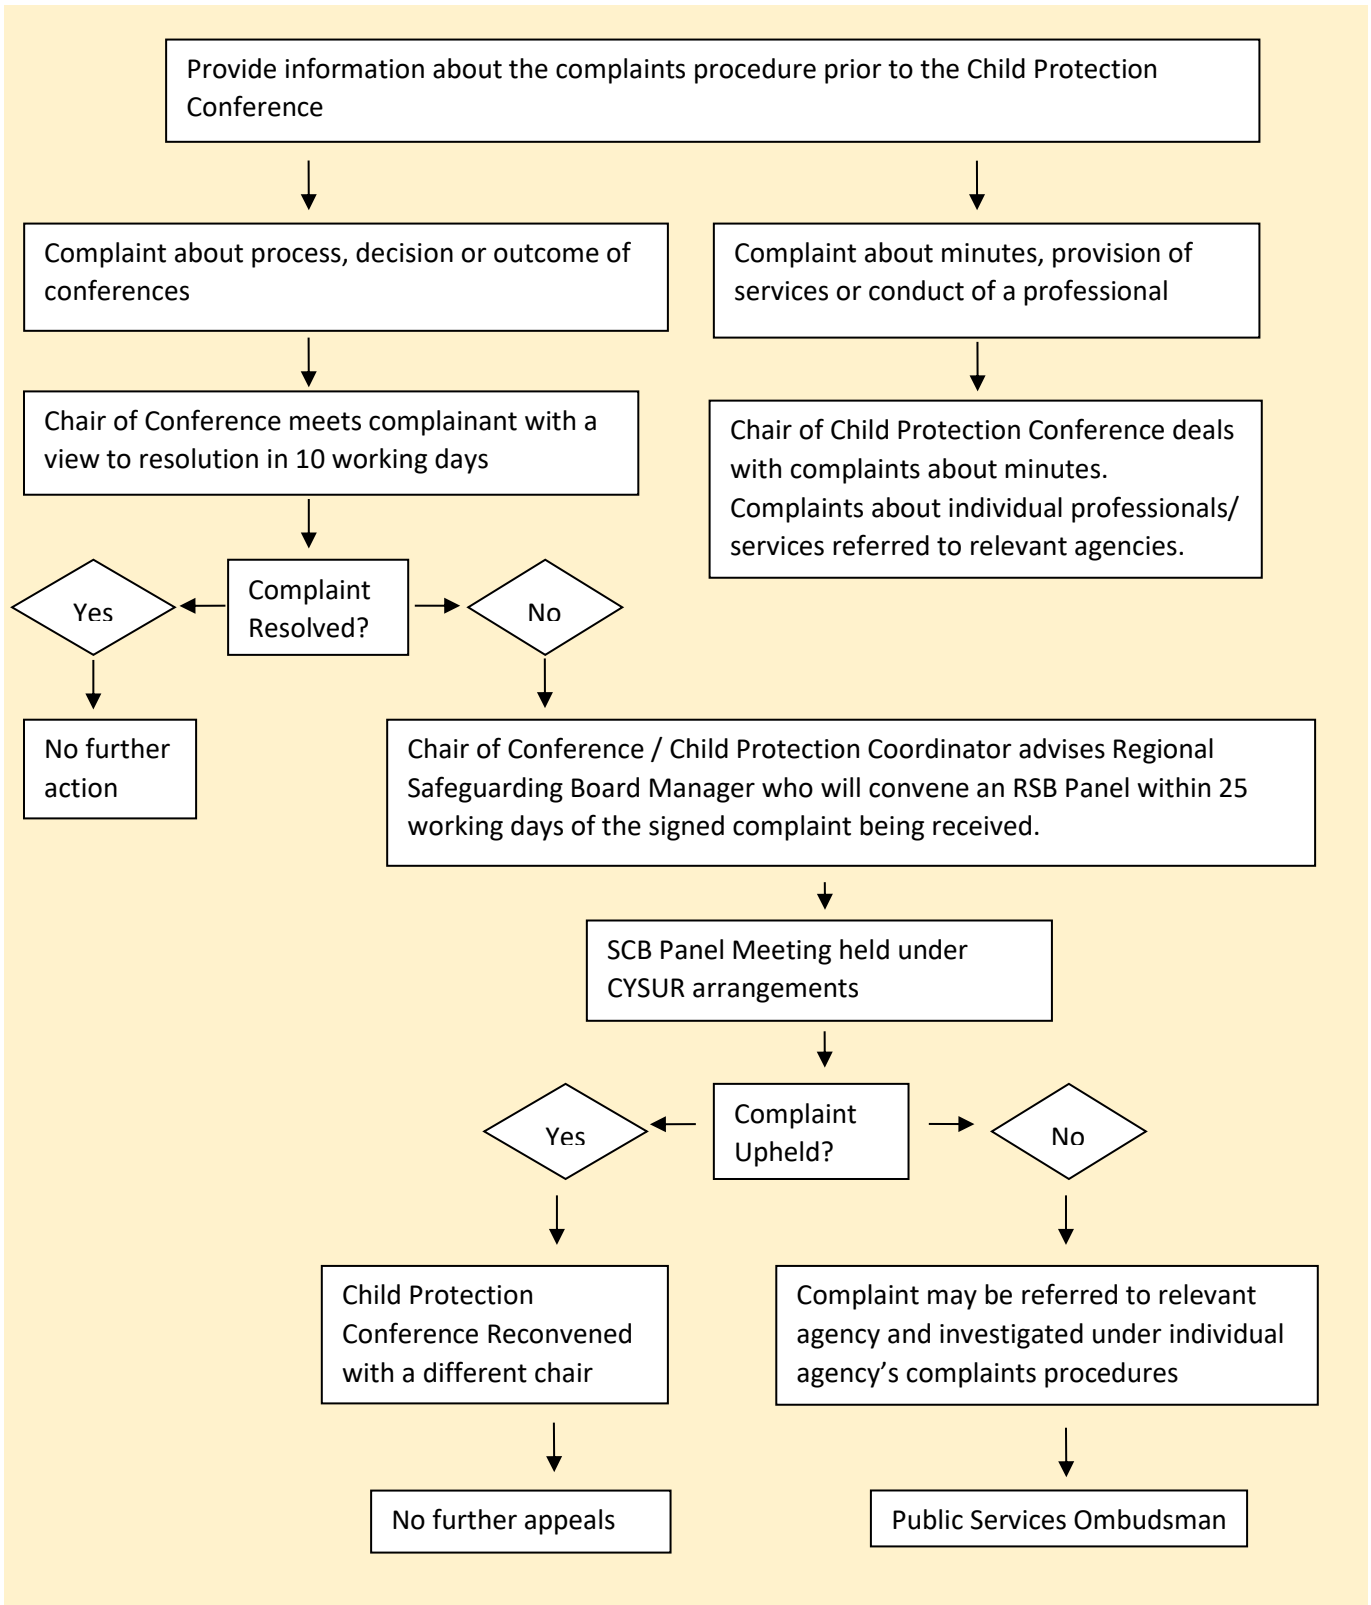 Provide information about the complaints procedure prior to the Child Protection
Conference
Complaint about process, decision or outcome of
conferences
Complaint about minutes, provision of
services or conduct of a professional
Chair of Conference meets complainant with a
view to resolution in 10 working days
Chair of Child Protection Conference deals
with complaints about minutes.
Complaints about individual professionals/
services referred to relevant agencies.
Yes
Complaint
Resolved?
No
No further
action
Chair of Conference / Child Protection Coordinator advises Regional
Safeguarding Board Manager who will convene an RSB Panel within 25
working days of the signed complaint being received.
SCB Panel Meeting held under
CYSUR arrangements
Yes
Complaint
Upheld?
No
Child Protection
Conference Reconvened
with a different chair
Complaint may be referred to relevant
agency and investigated under individual
agency’s complaints procedures
No further appeals
Public Services Ombudsman